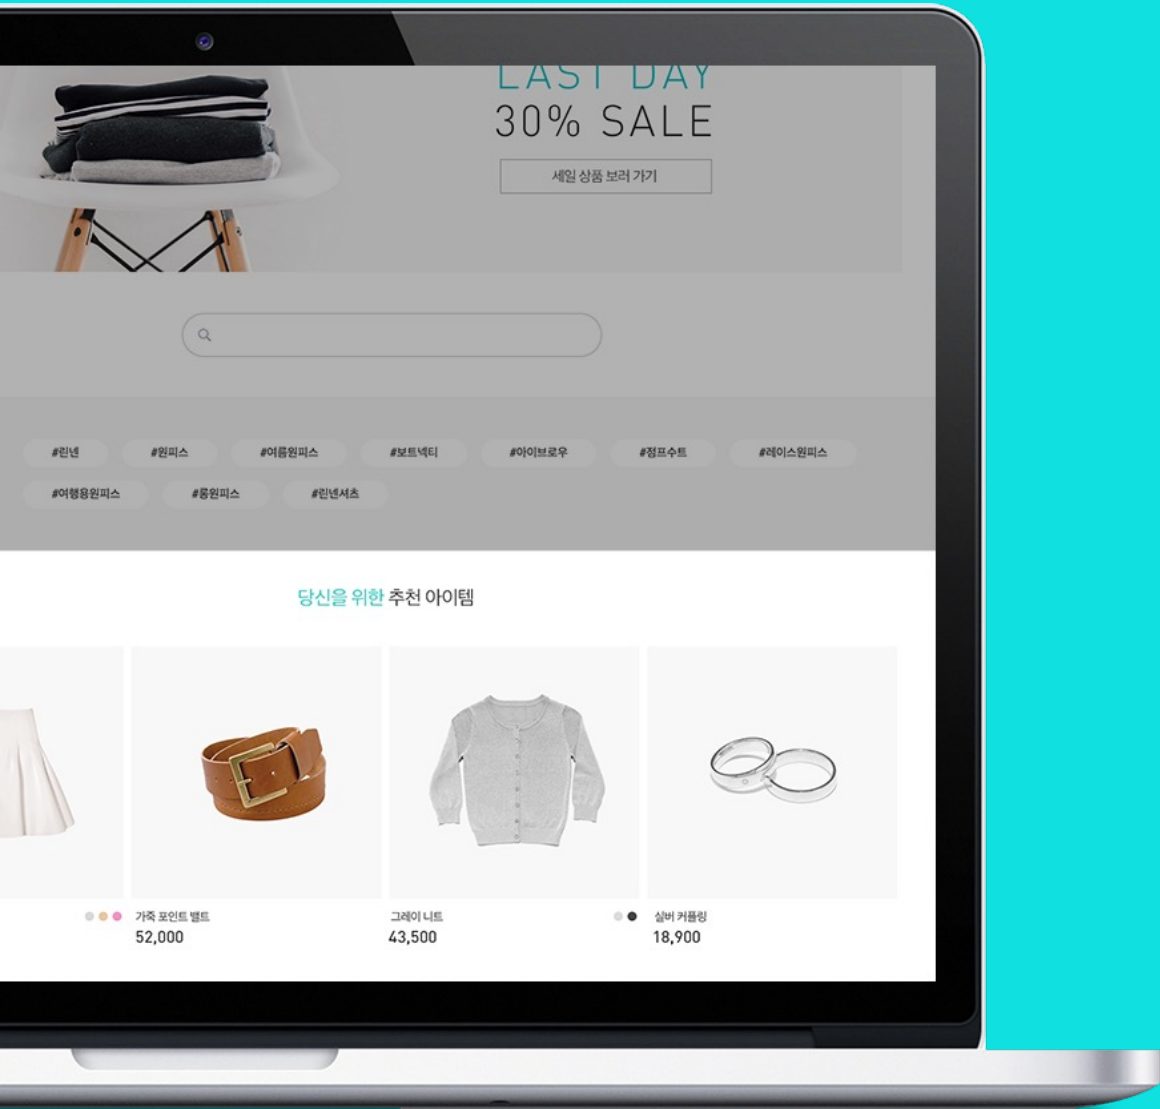 LAST DAY
30% SALE
세일 상품 보러 가기
#린넨 #원피스 #여름원피스 #보트넥티 #아이브로우 #점프수트 #레이스원피스
#여행용원피스 #롱원피스 #린넨셔츠
당신을 위한 추천 아이템
가죽 포인트 밸트 그레이 니트 실버 커플링
52,000 43,500 18,900